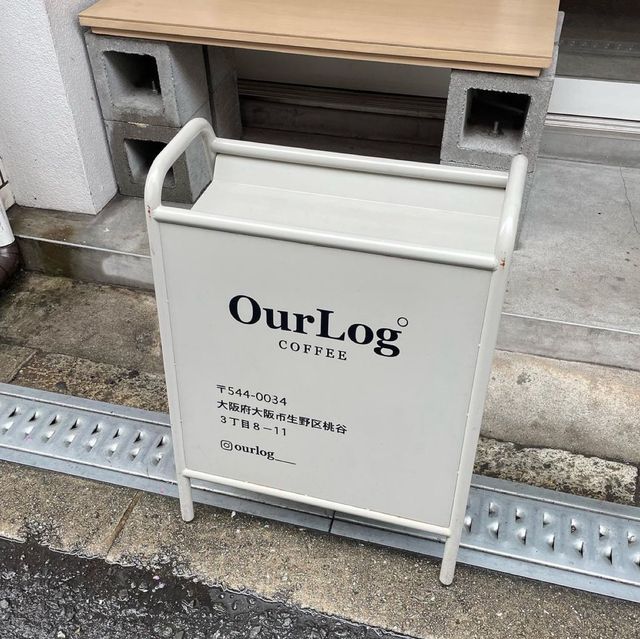 OurLog°
COFFEE
〒544-0034
大阪府大阪市生野区桃谷
3丁目8-11
ourlog___